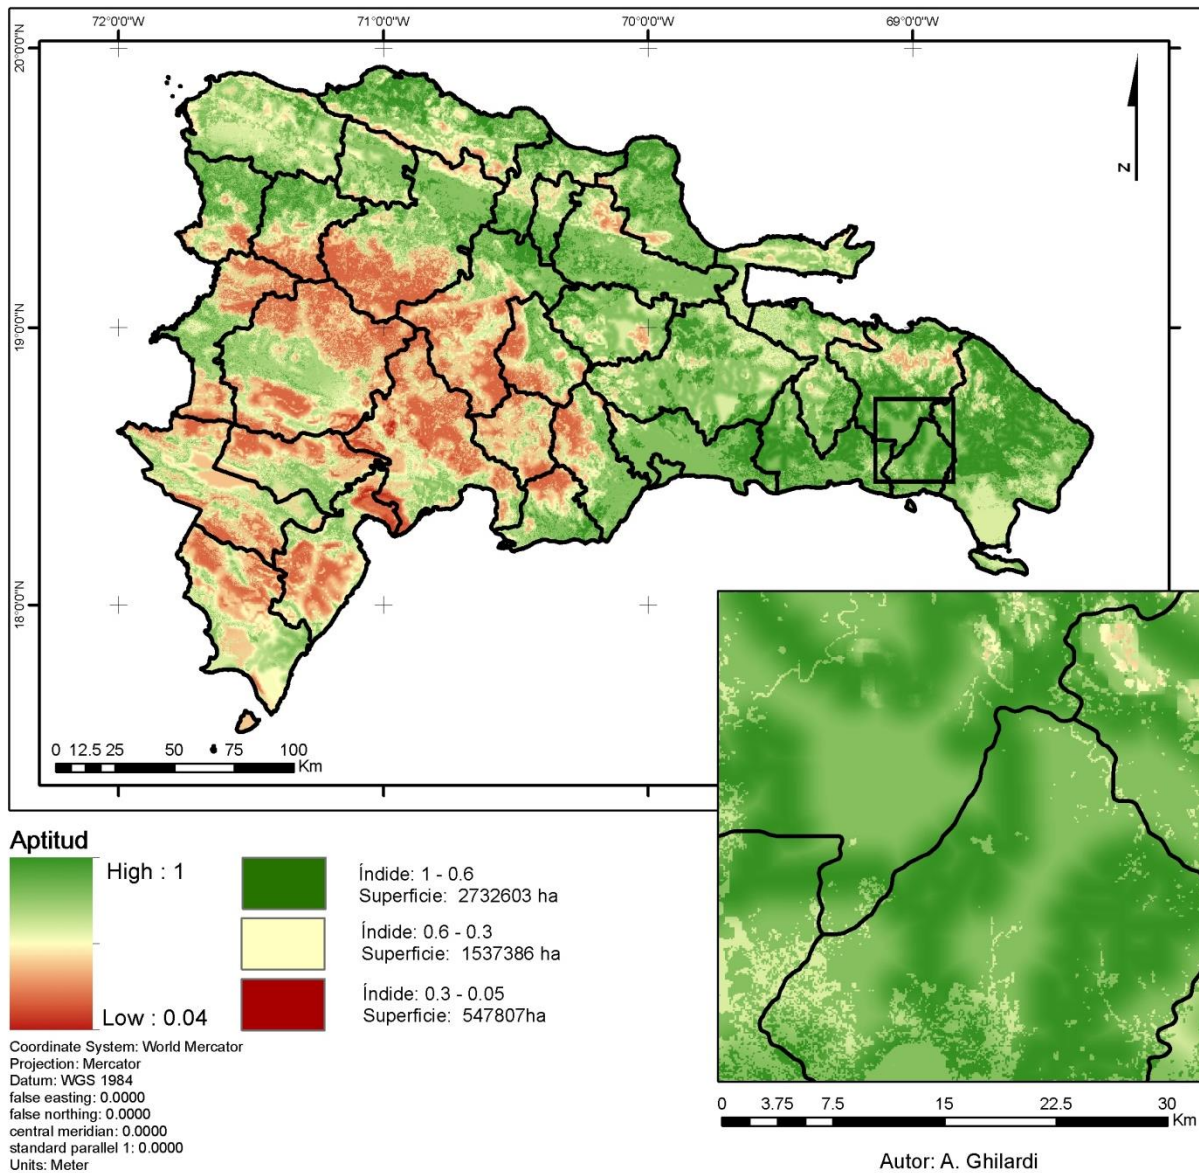 72°0'0"W 71°0'0"W 70°0'0"W 69°0'0"W
20°0'0"N
N
19°0'0"N
18°0'0"N
0 12.5 25 50 75 100
Km
Aptitud
High : 1
Low : 0.04
Índide: 1 - 0.6
Superficie: 2732603 ha
Índide: 0.6 - 0.3
Superficie: 1537386 ha
Índide: 0.3 - 0.05
Superficie: 547807ha
Coordinate System: World Mercator
Projection: Mercator
Datum: WGS 1984
false easting: 0.0000
false northing: 0.0000
central meridian: 0.0000
standard parallel 1: 0.0000
Units: Meter
0 3.75 7.5 15 22.5 30
Km
Autor: A. Ghilardi